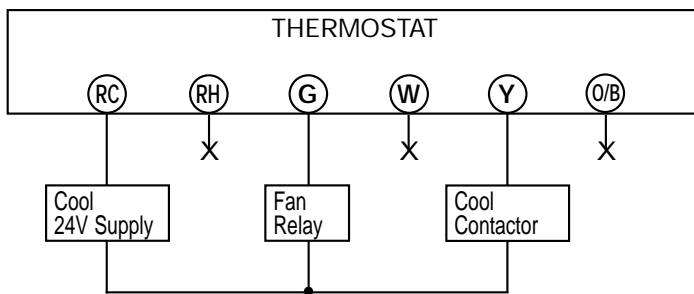 THERMOSTAT
RC RH G W Y O/B
X X X
Cool
24V Supply
Fan
Relay
Cool
Contactor